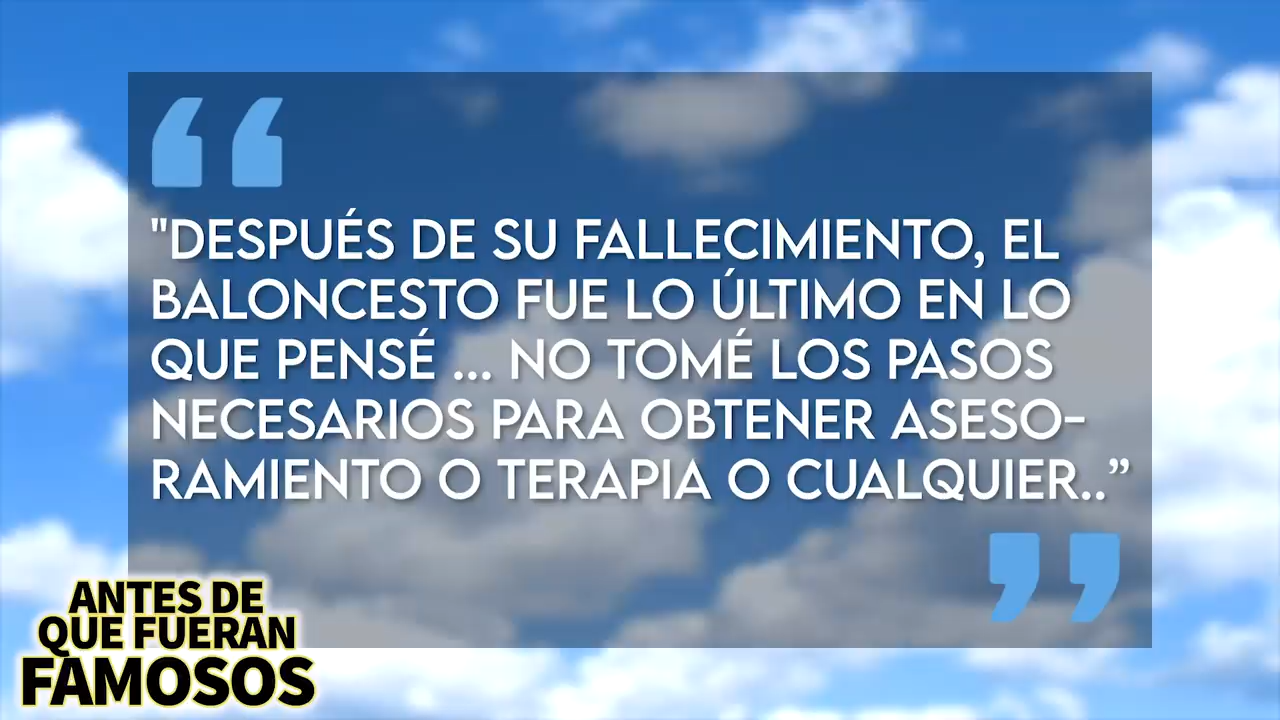 "DESPUÉS DE SU FALLECIMIENTO, EL
BALONCESTO FUE LO ÚLTIMO EN LO
QUE PENSÉ ... NO TOMÉ LOS PASOS
NECESARIOS PARA OBTENER ASESO-
RAMIENTO O TERAPIA O CUALQUIER..”
ANTES DE
QUE FUERAN
FAMOSOS